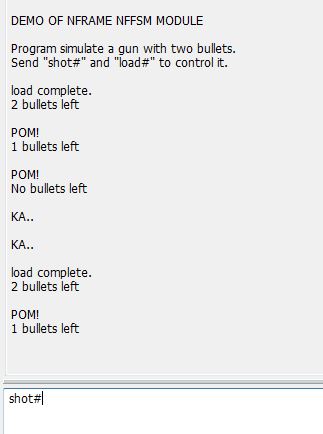 DEMO OF NFRAME NFFSM MODULE
Program simulate a gun with two bullets.
Send "shot#" and "load#" to control it.
load complete.
2 bullets left
POM!
1 bullets left
POM!
No bullets left
KA..
KA..
load complete.
2 bullets left
POM!
1 bullets left
shot#